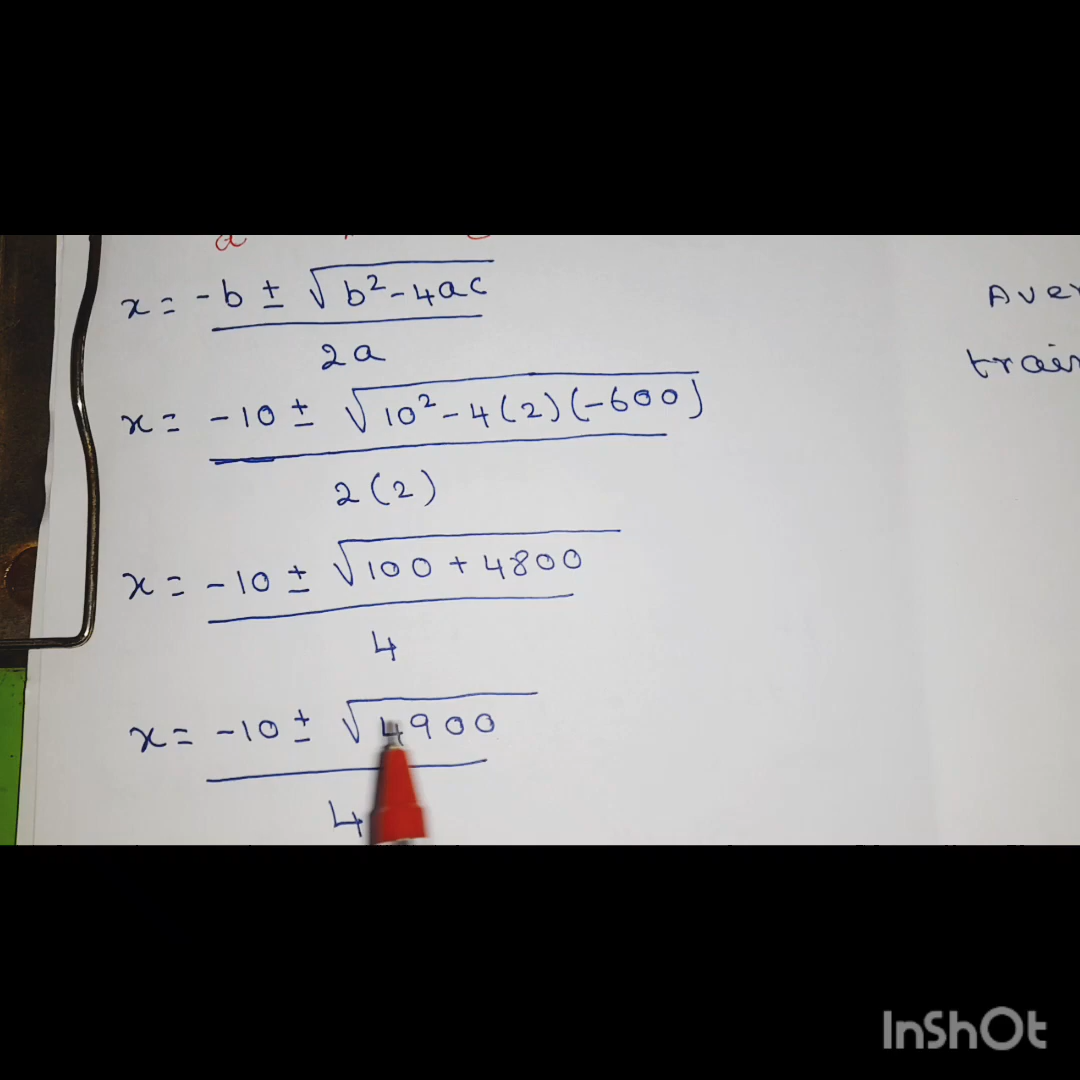 a
x = -b ± √b² - 4ac
2a
x = -10 ± √10² - 4(2)(-600)
2(2)
x = -10 ± √100 + 4800
4
x = -10 ± √4900
4
Aver
train
InShOt